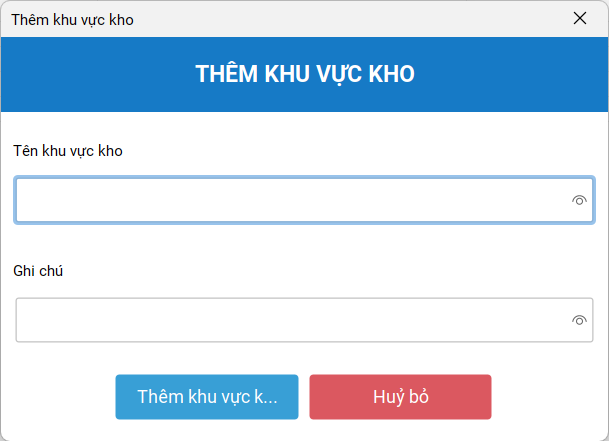 Thêm khu vực kho
THÊM KHU VỰC KHO
Tên khu vực kho
Ghi chú
Thêm khu vực k...
Huỷ bỏ